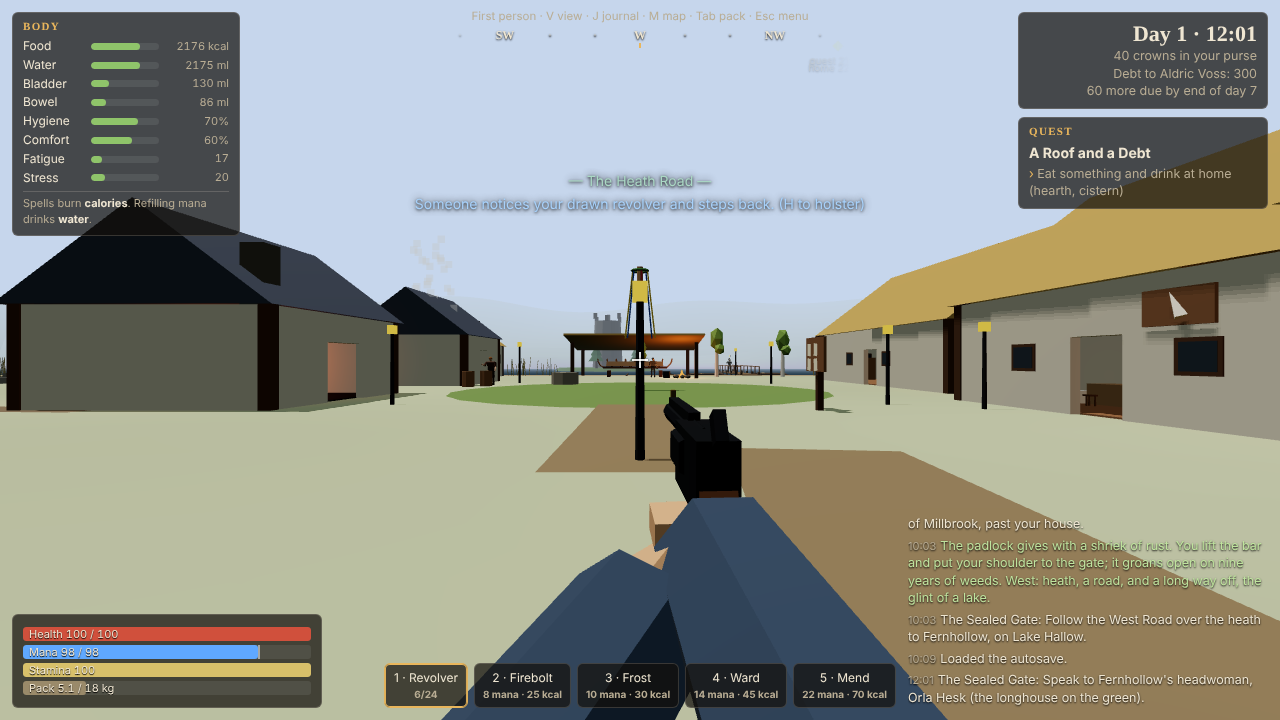 First person · V view · J journal · M map · Tab pack · Esc menu
SW
W
NW
BODY
Food 2176 kcal
Water 2175 ml
Bladder 130 ml
Bowel 86 ml
Hygiene 70%
Comfort 60%
Fatigue 17
Stress 20
Spells burn calories. Refilling mana
drinks water.
Day 1 · 12:01
40 crowns in your purse
Debt to Aldric Voss: 300
60 more due by end of day 7
QUEST
A Roof and a Debt
› Eat something and drink at home
(hearth, cistern)
— The Heath Road —
Someone notices your drawn revolver and steps back. (H to holster)
of Millbrook, past your house.
10:03 The padlock gives with a shriek of rust. You lift the bar
and put your shoulder to the gate; it groans open on nine
years of weeds. West: heath, a road, and a long way off, the
glint of a lake.
10:03 The Sealed Gate: Follow the West Road over the heath
to Fernhollow, on Lake Hallow.
10:09 Loaded the autosave.
12:01 The Sealed Gate: Speak to Fernhollow's headwoman,
Orla Hesk (the longhouse on the green).
Health 100 / 100
Mana 98 / 98
Stamina 100
Pack 5.1 / 18 kg
1 · Revolver
6/24
2 · Firebolt
8 mana · 25 kcal
3 · Frost
10 mana · 30 kcal
4 · Ward
14 mana · 45 kcal
5 · Mend
22 mana · 70 kcal